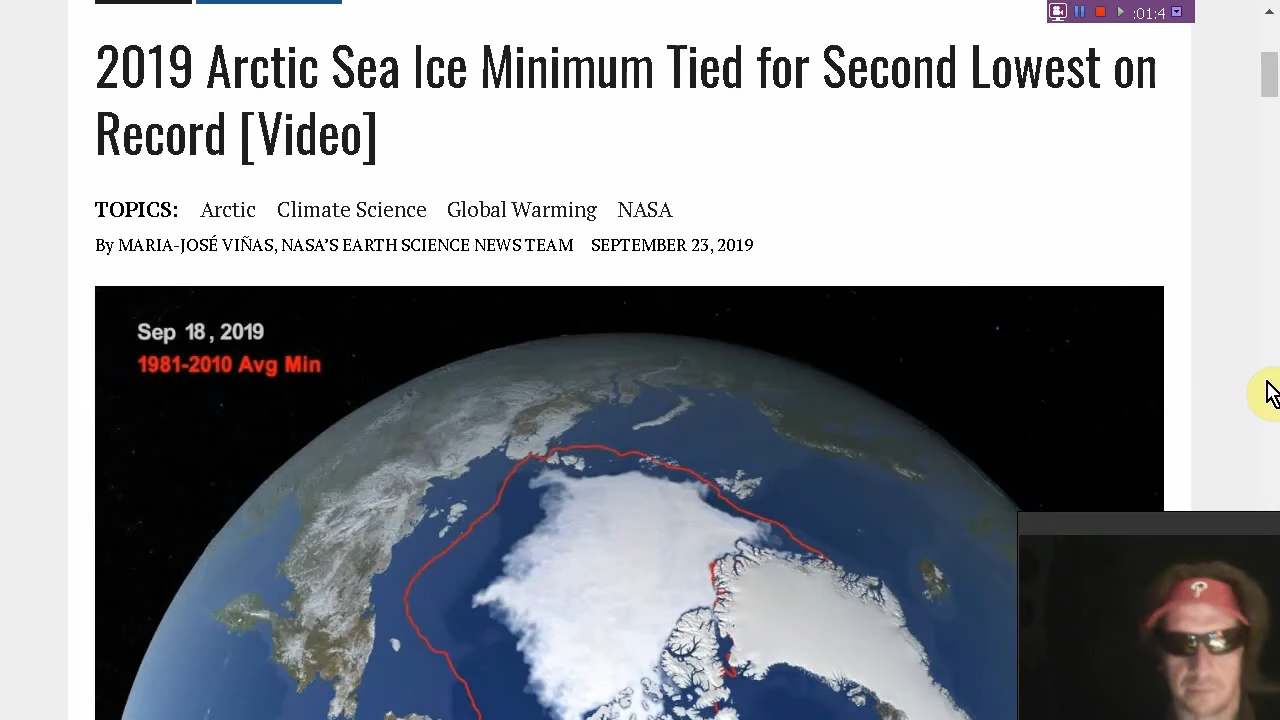 :01:4
2019 Arctic Sea Ice Minimum Tied for Second Lowest on
Record [Video]
TOPICS: Arctic Climate Science Global Warming NASA
By MARIA-JOSÉ VIÑAS, NASA'S EARTH SCIENCE NEWS TEAM SEPTEMBER 23, 2019
Sep 18, 2019
1981-2010 Avg Min
P